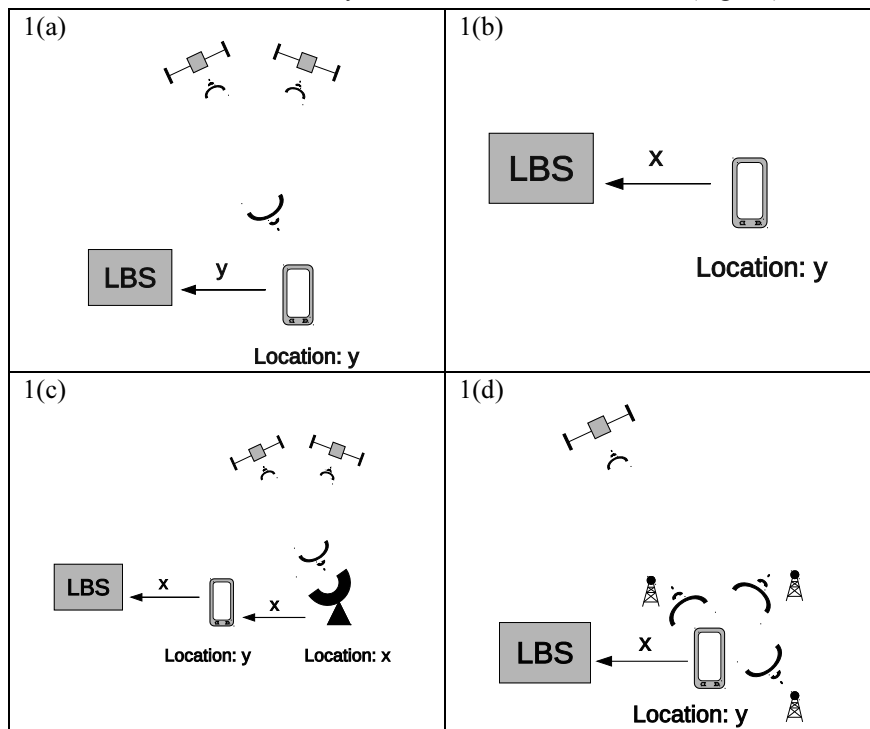 1(a)
LBS
y
Location: y
1(b)
LBS
x
Location: y
1(c)
LBS
x
x
Location: y
Location: x
1(d)
LBS
x
Location: y